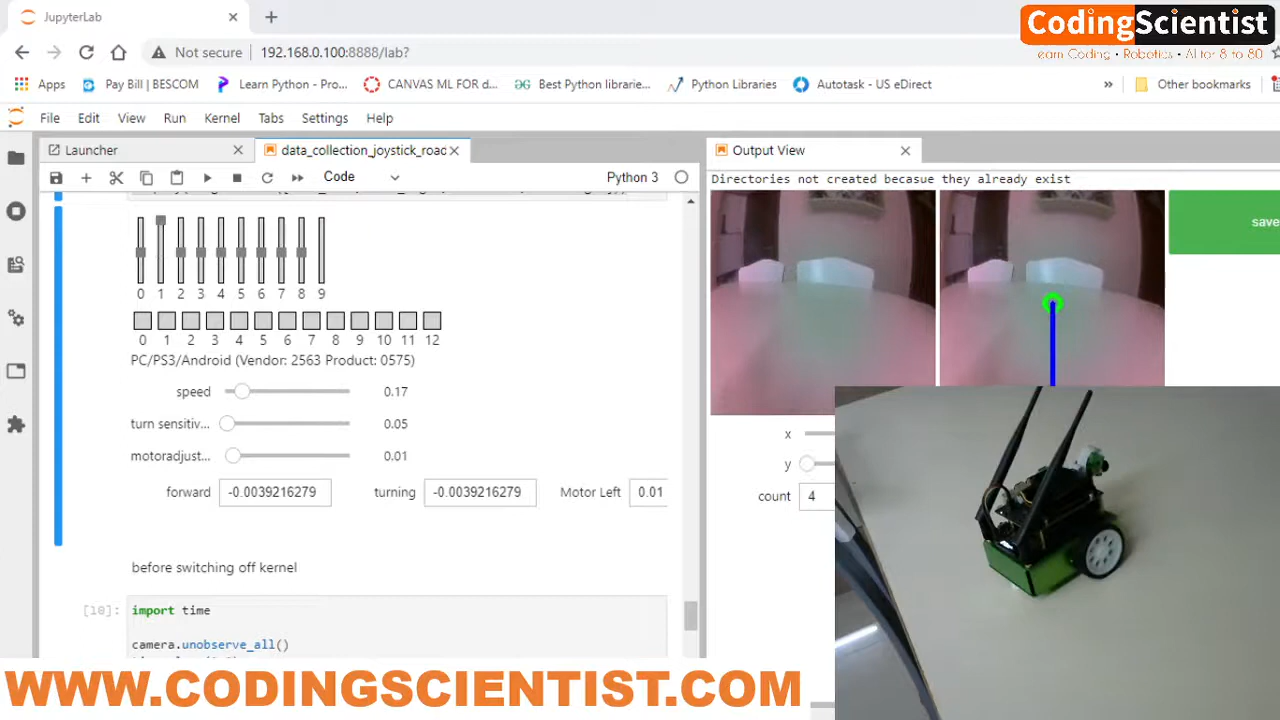 JupyterLab
CodingScientist
earn Coding • Robotics • AI for 8 to 80
Not secure
192.168.0.100:8888/lab?
Apps
Pay Bill | BESCOM
Learn Python - Pro...
CANVAS ML FOR d...
Best Python librarie...
Python Libraries
Autotask - US eDirect
»
Other bookmarks
File Edit View Run Kernel Tabs Settings Help
Launcher
data_collection_joystick_road
Output View
Code
Python 3
Directories not created becasue they already exist
save
0 1 2 3 4 5 6 7 8 9
0 1 2 3 4 5 6 7 8 9 10 11 12
PC/PS3/Android (Vendor: 2563 Product: 0575)
speed 0.17
turn sensitiv... 0.05
motoradjust... 0.01
forward -0.0039216279 turning -0.0039216279 Motor Left 0.01
x
y
count 4
before switching off kernel
[10]: import time
camera.unobserve_all()
WWW.CODINGSCIENTIST.COM